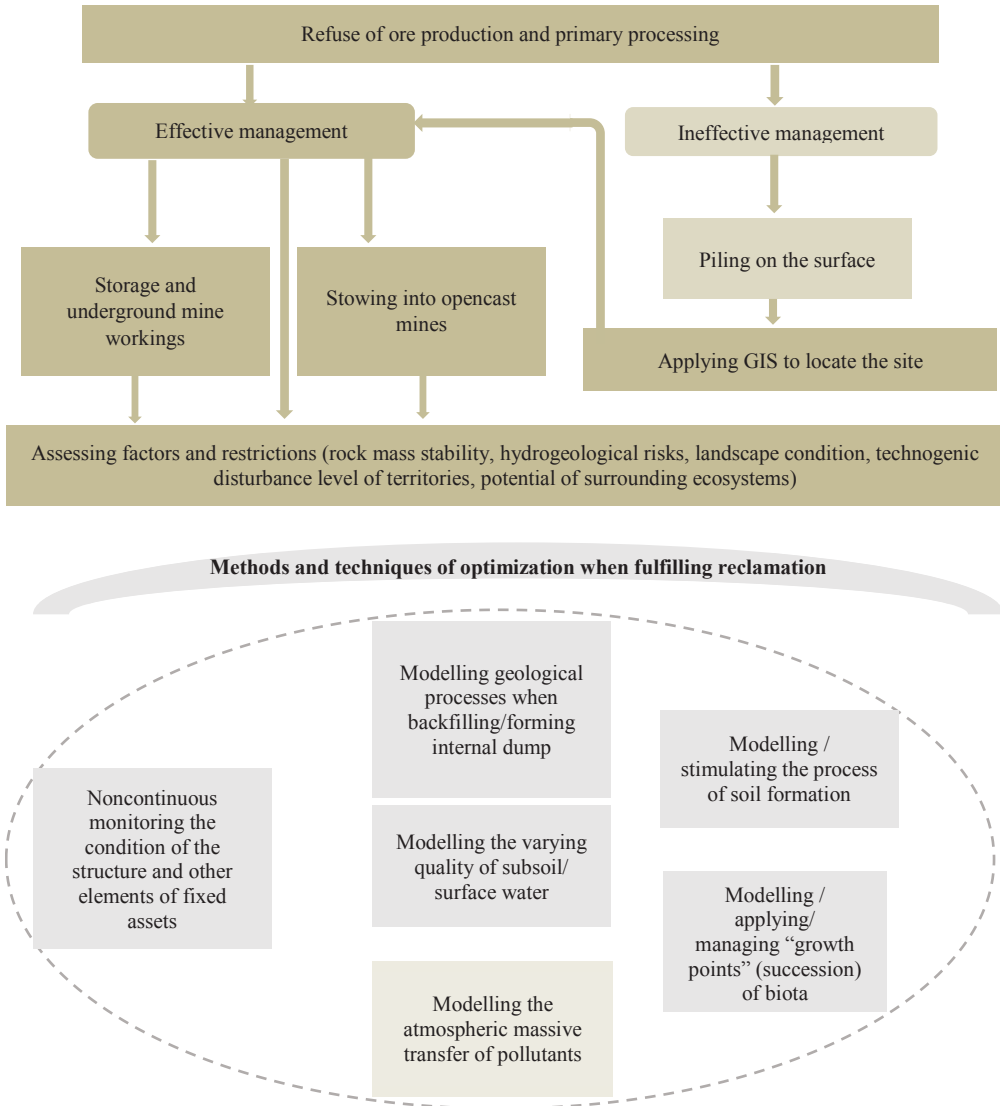 Refuse of ore production and primary processing
Effective management
Ineffective management
Storage and
underground mine
workings
Stowing into opencast
mines
Piling on the surface
Applying GIS to locate the site
Assessing factors and restrictions (rock mass stability, hydrogeological risks, landscape condition, technogenic
disturbance level of territories, potential of surrounding ecosystems)
Methods and techniques of optimization when fulfilling reclamation
Noncontinuous
monitoring the
condition of the
structure and other
elements of fixed
assets
Modelling geological
processes when
backfilling/forming
internal dump
Modelling the varying
quality of subsoil/
surface water
Modelling the
atmospheric massive
transfer of pollutants
Modelling /
stimulating the process
of soil formation
Modelling /
applying/
managing “growth
points” (succession)
of biota